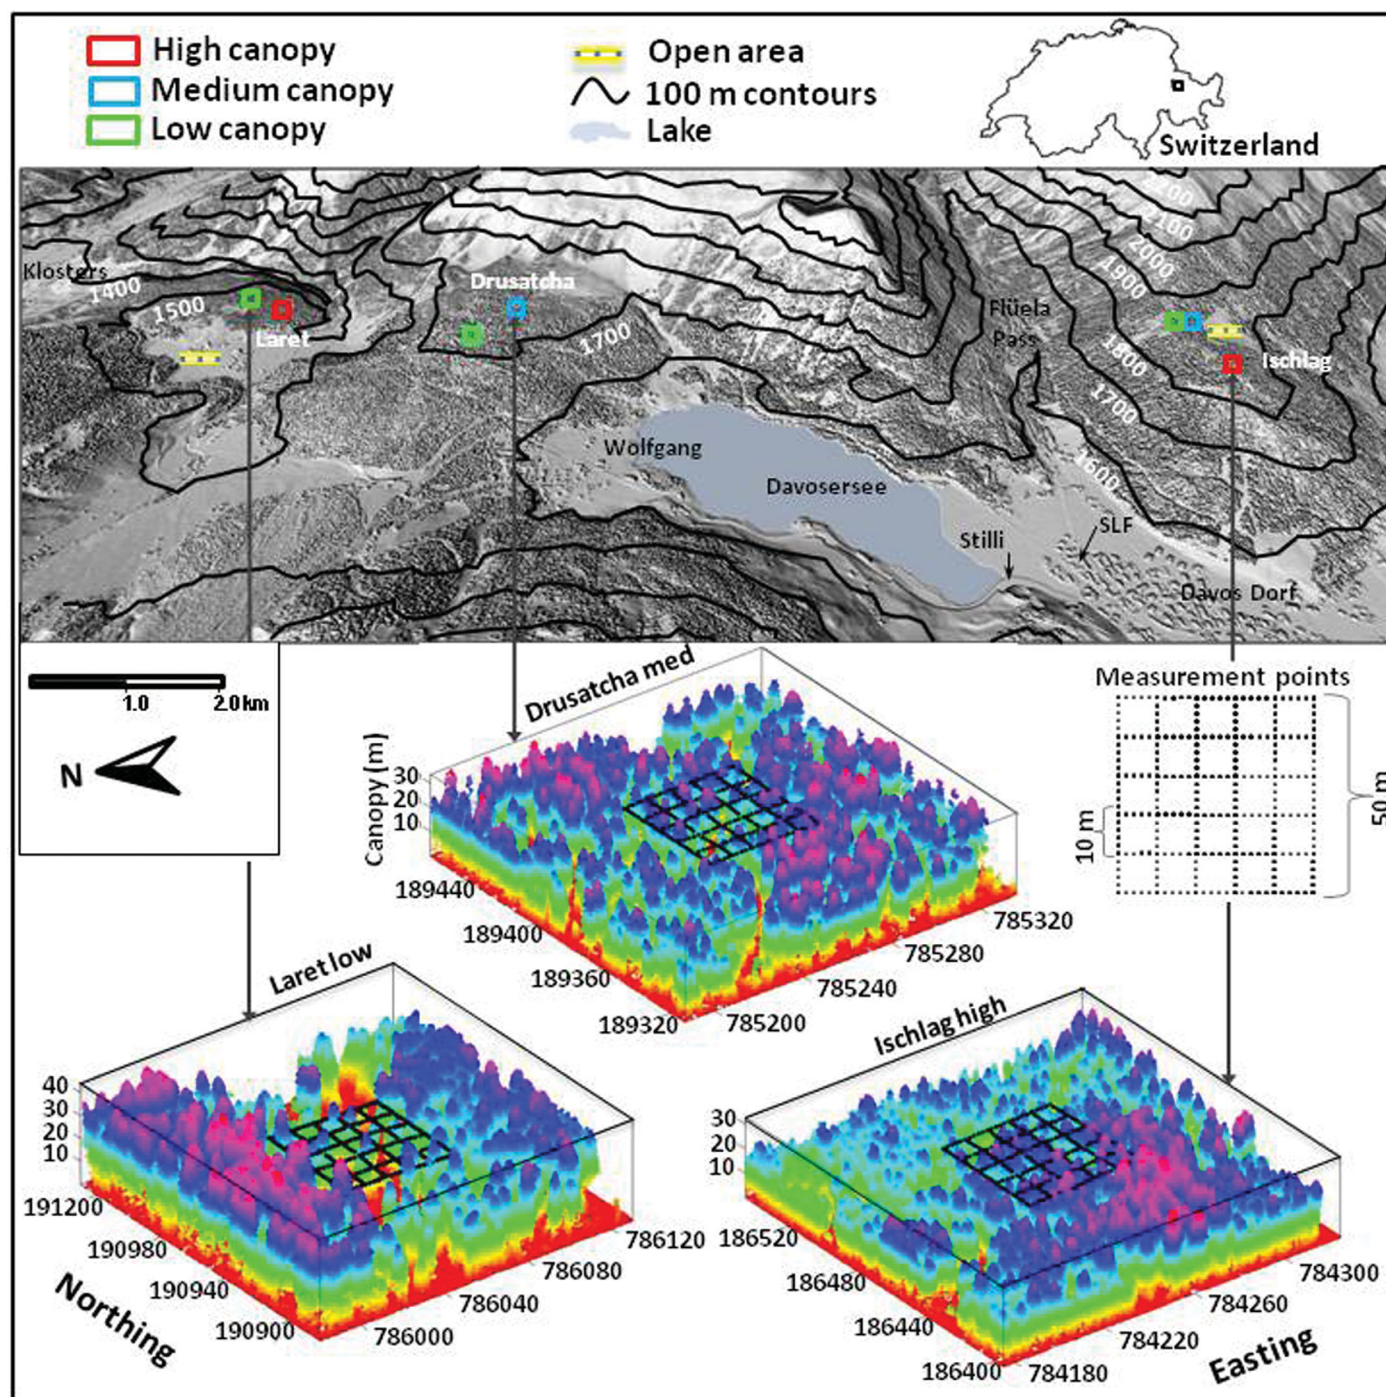 High canopy
Medium canopy
Low canopy
Open area
100 m contours
Lake
Switzerland
Klosters
1400
1500
Laret
Drusatcha
1700
Flüela
Pass
2100
2000
1900
1800
1700
1600
Ischlag
Wolfgang
Davosersee
Stilli
SLF
Davos Dorf
1.0
2.0 km
N
Drusatcha med
Canopy (m)
30
20
10
189440
189400
189360
189320
785200
785240
785280
785320
Measurement points
10 m
50 m
Laret low
40
30
20
10
191200
190980
190940
190900
786000
786040
786080
786120
Northing
Ischlag high
30
20
10
186520
186480
186440
186400
784180
784220
784260
784300
Easting